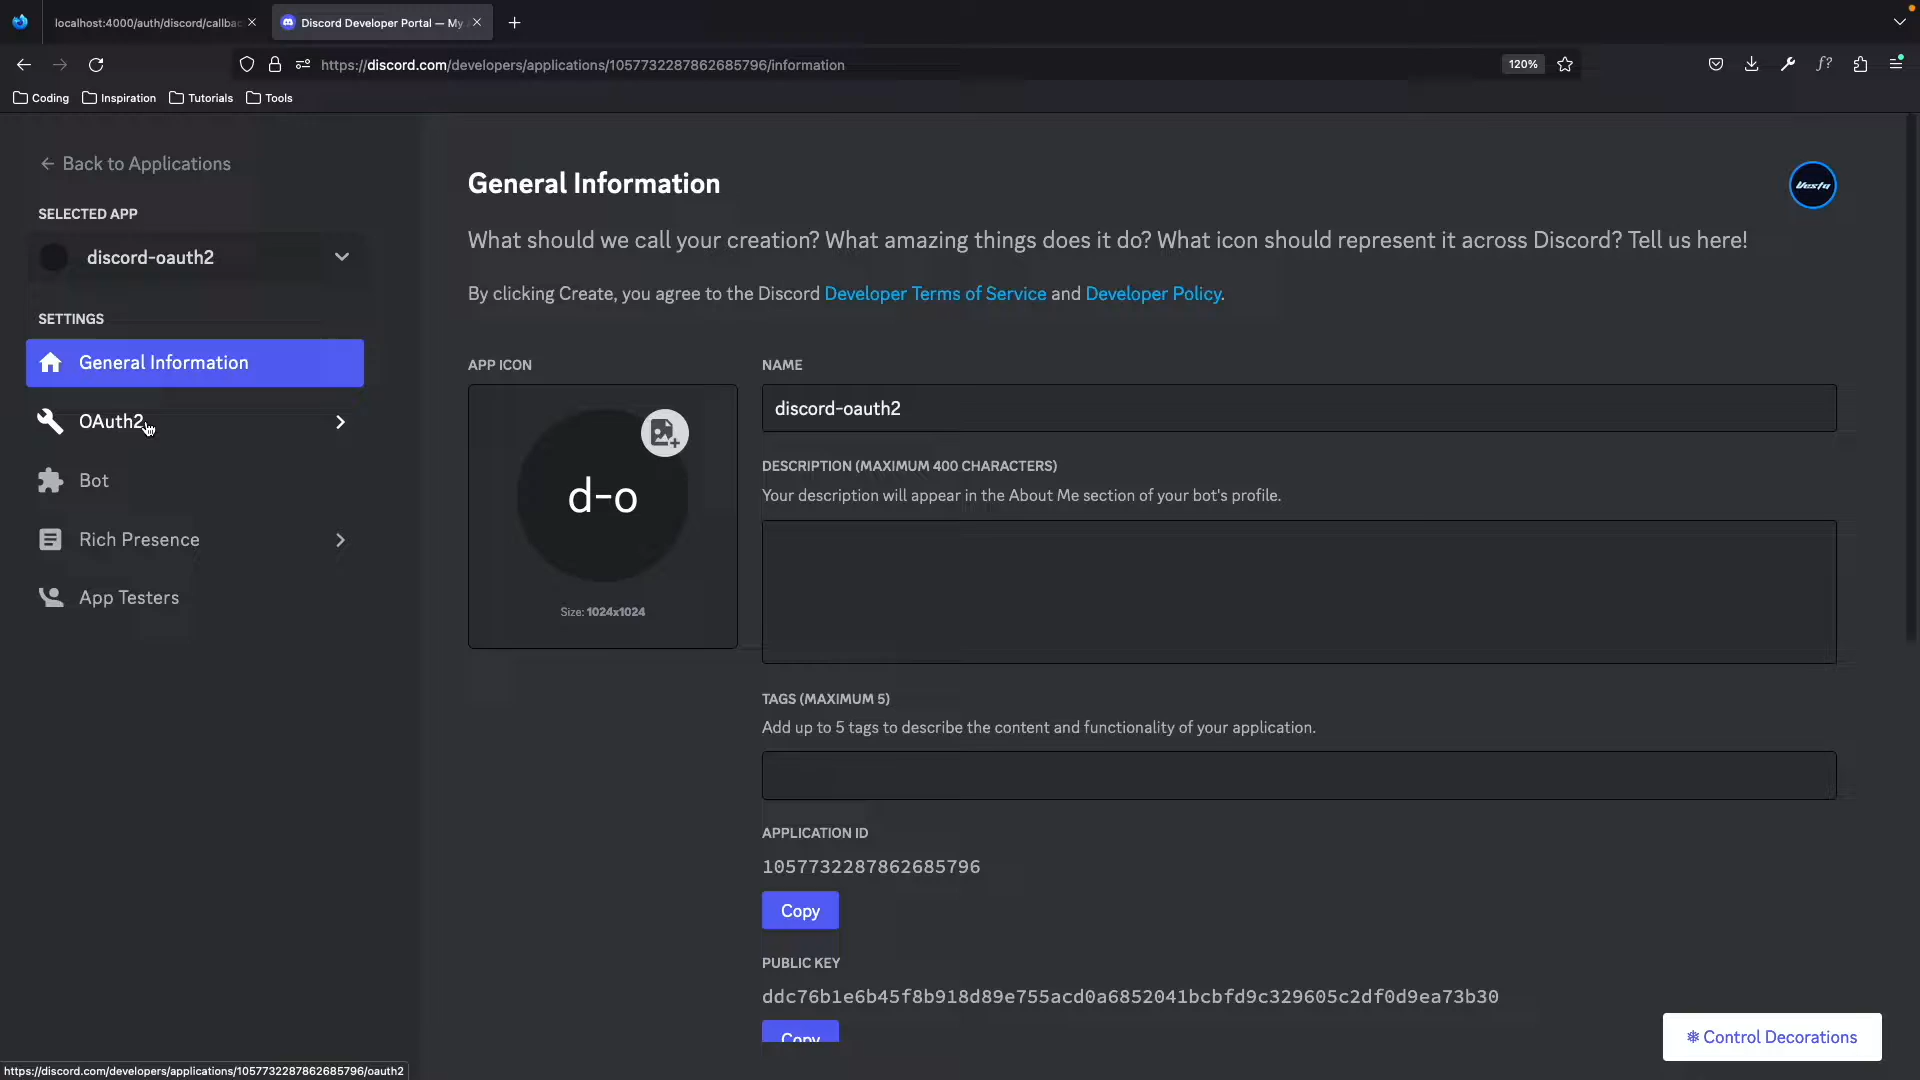 localhost:4000/auth/discord/callbac
Discord Developer Portal — My
https://discord.com/developers/applications/1057732287862685796/information
120%
f?
Coding
Inspiration
Tutorials
Tools
← Back to Applications
SELECTED APP
discord-oauth2
SETTINGS
General Information
OAuth2
Bot
Rich Presence
App Testers
General Information
Vesta
What should we call your creation? What amazing things does it do? What icon should represent it across Discord? Tell us here!
By clicking Create, you agree to the Discord Developer Terms of Service and Developer Policy.
APP ICON
d-o
Size: 1024x1024
NAME
discord-oauth2
DESCRIPTION (MAXIMUM 400 CHARACTERS)
Your description will appear in the About Me section of your bot's profile.
TAGS (MAXIMUM 5)
Add up to 5 tags to describe the content and functionality of your application.
APPLICATION ID
1057732287862685796
Copy
PUBLIC KEY
ddc76b1e6b45f8b918d89e755acd0a6852041bcbfd9c329605c2df0d9ea73b30
Copy
❄ Control Decorations
https://discord.com/developers/applications/1057732287862685796/oauth2